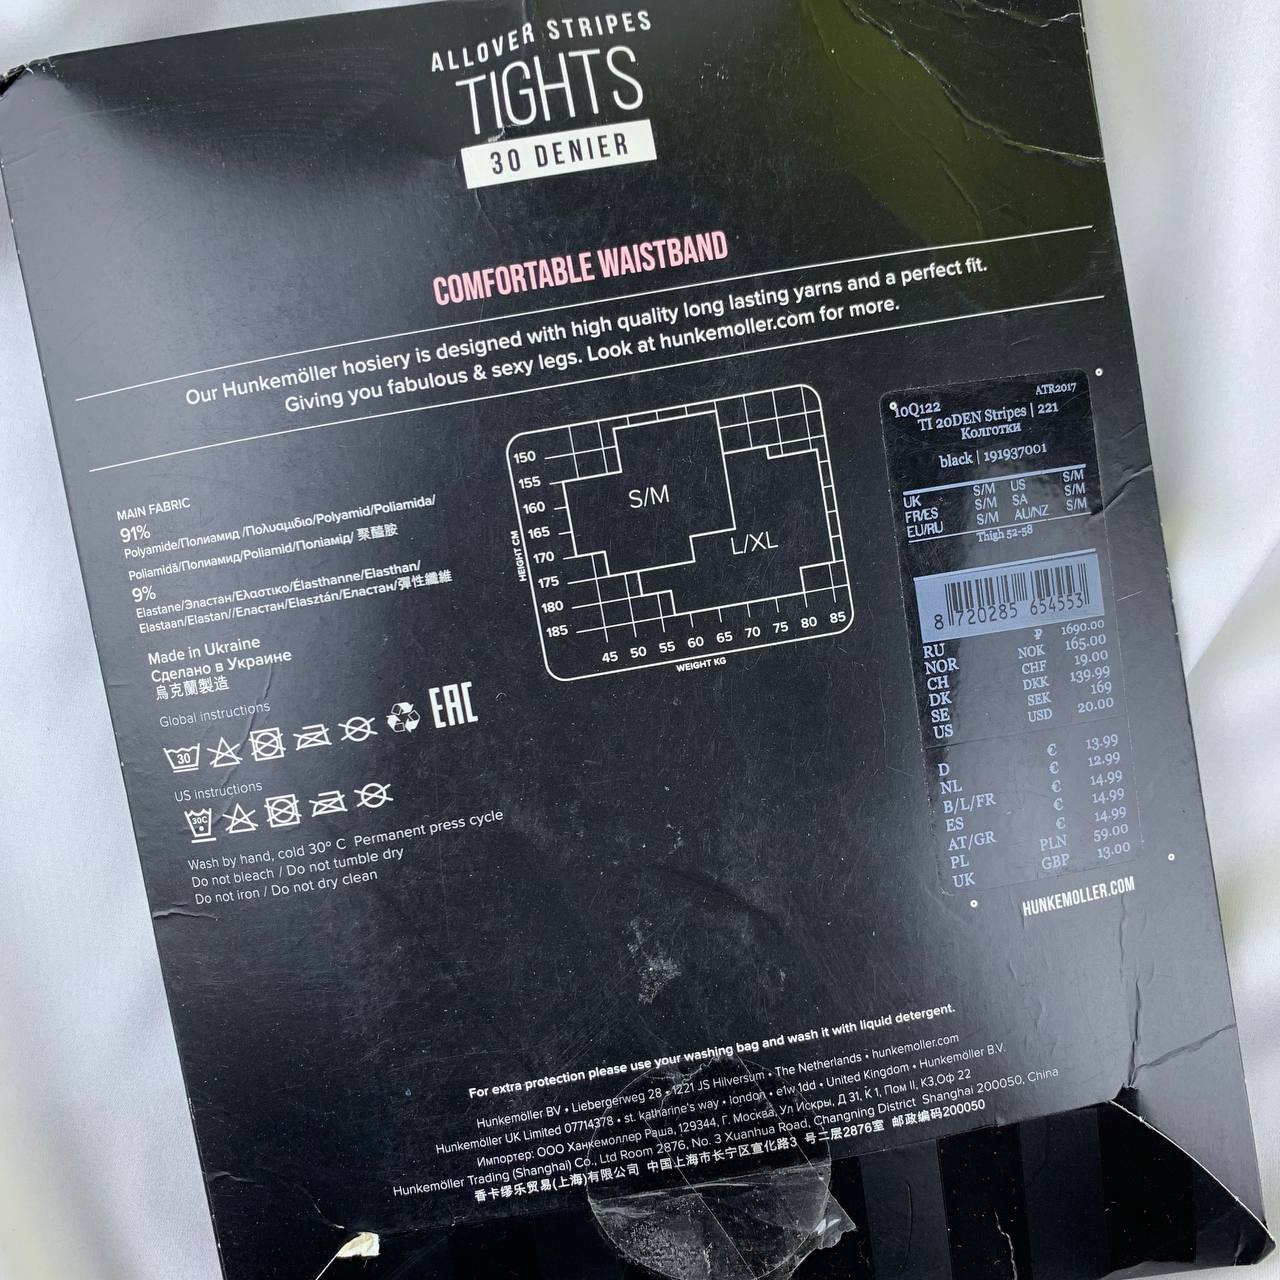 ALLOVER STRIPES
TIGHTS
30 DENIER
COMFORTABLE WAISTBAND
Our Hunkemöller hosiery is designed with high quality long lasting yarns and a perfect fit.
Giving you fabulous & sexy legs. Look at hunkemoller.com for more.
MAIN FABRIC
91%
Polyamide/Полиамид /Πολυαμιδιο/Polyamid/Poliamida/
Poliamidă/Полиамид/Poliamid/Поліамід/ 聚醯胺
9%
Elastane/Эластан/Ελαστικο/Élasthanne/Elasthan/
Elastaan/Elastan//Еластан/Elasztán/Еластан/彈性纖維
Made in Ukraine
Сделано в Украине
烏克蘭製造
Global instructions
30
EAC
US instructions
30C
Wash by hand, cold 30° C Permanent press cycle
Do not bleach / Do not tumble dry
Do not iron / Do not dry clean
HEIGHT CM
150
155
160
165
170
175
180
185
S/M
L/XL
45 50 55 60 65 70 75 80 85
WEIGHT KG
ATR2017
10Q122
TI 20DEN Stripes | 221
Колготки
black | 191937001
UK S/M US S/M
FR/ES S/M SA S/M
EU/RU S/M AU/NZ S/M
Thigh 52-58
8 720285 654553
RU ₽ 1690.00
NOR NOK 165.00
CH CHF 19.00
DK DKK 139.99
SE SEK 169
US USD 20.00
D € 13.99
NL € 12.99
B/L/FR € 14.99
ES € 14.99
AT/GR € 14.99
PL PLN 59.00
UK GBP 13.00
HUNKEMOLLER.COM
For extra protection please use your washing bag and wash it with liquid detergent.
Hunkemöller BV • Liebergerweg 28 • 1221 JS Hilversum • The Netherlands • hunkemoller.com
Hunkemöller UK Limited 07714378 • st. katharine's way • london • e1w 1dd • United Kingdom • Hunkemöller B.V.
Импортер: ООО Ханкемоллер Раша, 129344, Г. Москва, Ул Искры, Д 31, К 1, Пом II, К3,Оф 22
Hunkemöller Trading (Shanghai) Co., Ltd Room 2876, No. 3 Xuanhua Road, Changning District Shanghai 200050, China
香卡缪乐贸易(上海)有限公司 中国上海市长宁区宣化路3 号二层2876室 邮政编码200050